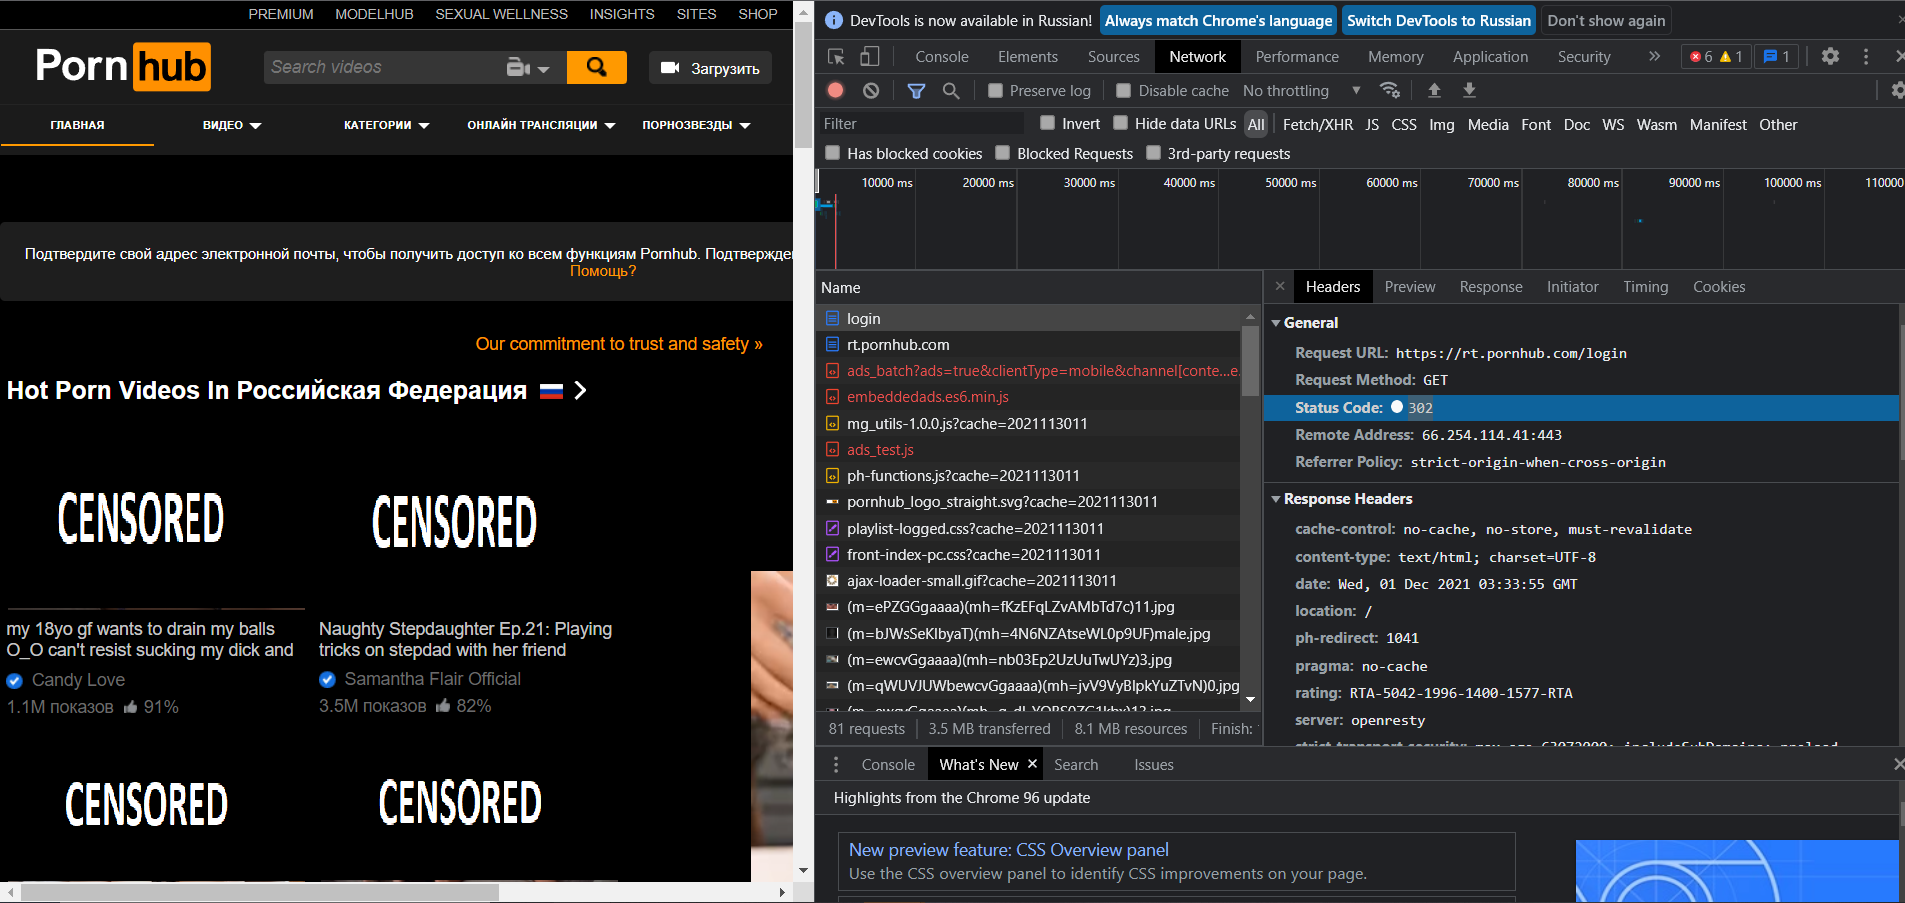 PREMIUM MODELHUB SEXUAL WELLNESS INSIGHTS SITES SHOP
Porn hub
Search videos
Загрузить
ГЛАВНАЯ ВИДЕО КАТЕГОРИИ ОНЛАЙН ТРАНСЛЯЦИИ ПОРНОЗВЕЗДЫ
Подтвердите свой адрес электронной почты, чтобы получить доступ ко всем функциям Pornhub. Подтвержде
Помощь?
Our commitment to trust and safety »
Hot Porn Videos In Российская Федерация
CENSORED CENSORED
my 18yo gf wants to drain my balls
O_O can't resist sucking my dick and
Candy Love
1.1M показов 91%
Naughty Stepdaughter Ep.21: Playing
tricks on stepdad with her friend
Samantha Flair Official
3.5M показов 82%
CENSORED CENSORED
DevTools is now available in Russian! Always match Chrome's language Switch DevTools to Russian Don't show again
Console Elements Sources Network Performance Memory Application Security » 6 1 1
Preserve log Disable cache No throttling
Filter Invert Hide data URLs All Fetch/XHR JS CSS Img Media Font Doc WS Wasm Manifest Other
Has blocked cookies Blocked Requests 3rd-party requests
10000 ms 20000 ms 30000 ms 40000 ms 50000 ms 60000 ms 70000 ms 80000 ms 90000 ms 100000 ms 110000
Name
login
rt.pornhub.com
ads_batch?ads=true&clientType=mobile&channel[conte...e.
embeddedads.es6.min.js
mg_utils-1.0.0.js?cache=2021113011
ads_test.js
ph-functions.js?cache=2021113011
pornhub_logo_straight.svg?cache=2021113011
playlist-logged.css?cache=2021113011
front-index-pc.css?cache=2021113011
ajax-loader-small.gif?cache=2021113011
(m=ePZGGgaaaa)(mh=fKzEFqLZvAMbTd7c)11.jpg
(m=bJWsSeKIbyaT)(mh=4N6NZAtseWL0p9UF)male.jpg
(m=ewcvGgaaaa)(mh=nb03Ep2UzUuTwUYz)3.jpg
(m=qWUVJUWbewcvGgaaaa)(mh=jvV9VyBlpkYuZTvN)0.jpg
81 requests 3.5 MB transferred 8.1 MB resources Finish:
Headers Preview Response Initiator Timing Cookies
General
Request URL: https://rt.pornhub.com/login
Request Method: GET
Status Code: 302
Remote Address: 66.254.114.41:443
Referrer Policy: strict-origin-when-cross-origin
Response Headers
cache-control: no-cache, no-store, must-revalidate
content-type: text/html; charset=UTF-8
date: Wed, 01 Dec 2021 03:33:55 GMT
location: /
ph-redirect: 1041
pragma: no-cache
rating: RTA-5042-1996-1400-1577-RTA
server: openresty
strict-transport-security: max-age=63072000; includeSubDomains; preload
Console What's New Search Issues
Highlights from the Chrome 96 update
New preview feature: CSS Overview panel
Use the CSS overview panel to identify CSS improvements on your page.